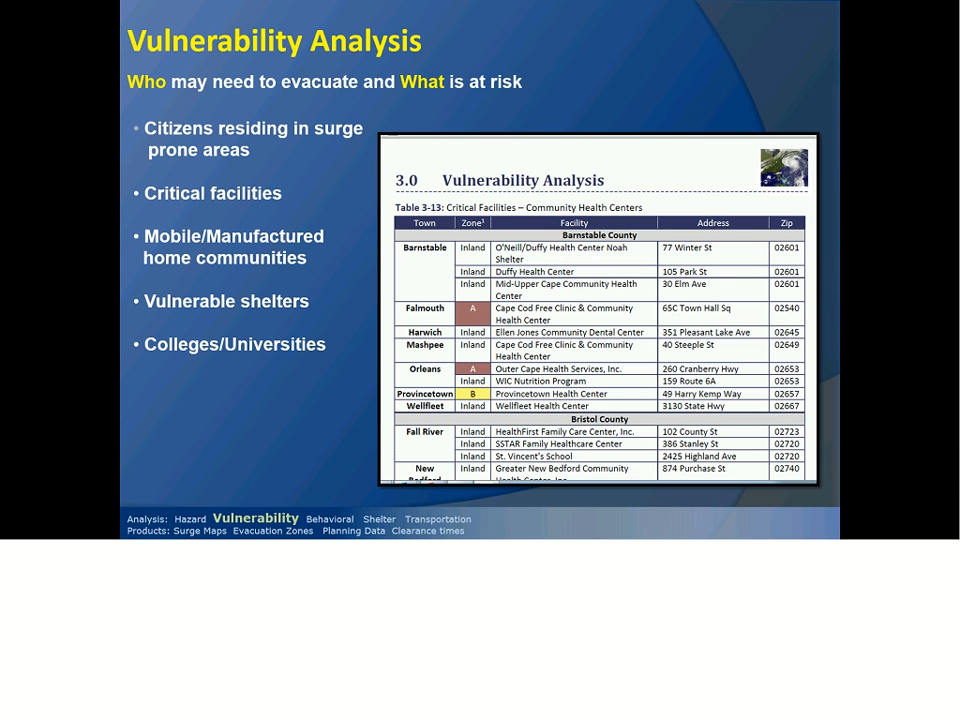 Vulnerability Analysis
Who may need to evacuate and What is at risk
• Citizens residing in surge
prone areas
• Critical facilities
• Mobile/Manufactured
home communities
• Vulnerable shelters
• Colleges/Universities
3.0 Vulnerability Analysis
Table 3-13: Critical Facilities – Community Health Centers
Town Zone¹ Facility Address Zip
Barnstable County
Barnstable Inland O'Neill/Duffy Health Center Noah 77 Winter St 02601
Shelter
Inland Duffy Health Center 105 Park St 02601
Inland Mid-Upper Cape Community Health 30 Elm Ave 02601
Center
Falmouth A Cape Cod Free Clinic & Community 65C Town Hall Sq 02540
Health Center
Harwich Inland Ellen Jones Community Dental Center 351 Pleasant Lake Ave 02645
Mashpee Inland Cape Cod Free Clinic & Community 40 Steeple St 02649
Health Center
Orleans A Outer Cape Health Services, Inc. 260 Cranberry Hwy 02653
Inland WIC Nutrition Program 159 Route 6A 02653
Provincetown B Provincetown Health Center 49 Harry Kemp Way 02657
Wellfleet Inland Wellfleet Health Center 3130 State Hwy 02667
Bristol County
Fall River Inland HealthFirst Family Care Center, Inc. 102 County St 02723
Inland SSTAR Family Healthcare Center 386 Stanley St 02720
Inland St. Vincent's School 2425 Highland Ave 02720
New Inland Greater New Bedford Community 874 Purchase St 02740
Bedford Health Center, Inc.
Analysis: Hazard Vulnerability Behavioral Shelter Transportation
Products: Surge Maps Evacuation Zones Planning Data Clearance times